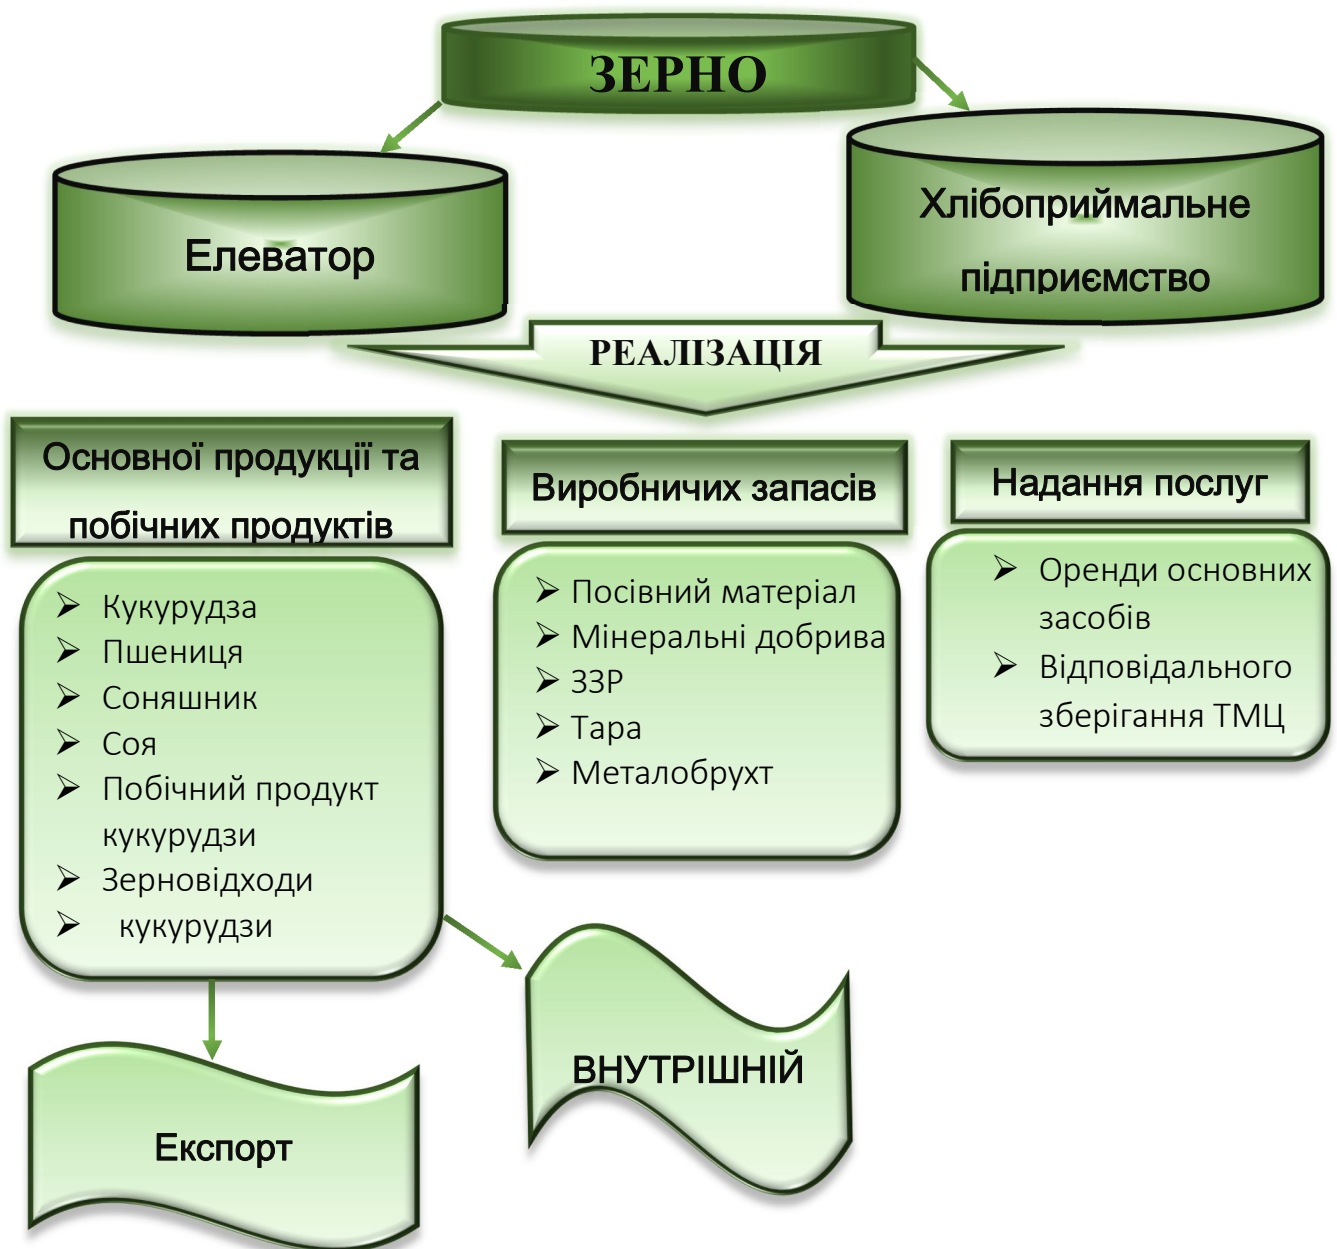 ЗЕРНО
Елеватор
Хлібоприймальне
підприємство
РЕАЛІЗАЦІЯ
Основної продукції та
побічних продуктів
Кукурудза
Пшениця
Соняшник
Соя
Побічний продукт
кукурудзи
Зерновідходи
кукурудзи
Виробничих запасів
Посівний матеріал
Мінеральні добрива
ЗЗР
Тара
Металобрухт
Надання послуг
Оренди основних
засобів
Відповідального
зберігання ТМЦ
Експорт
ВНУТРІШНІЙ